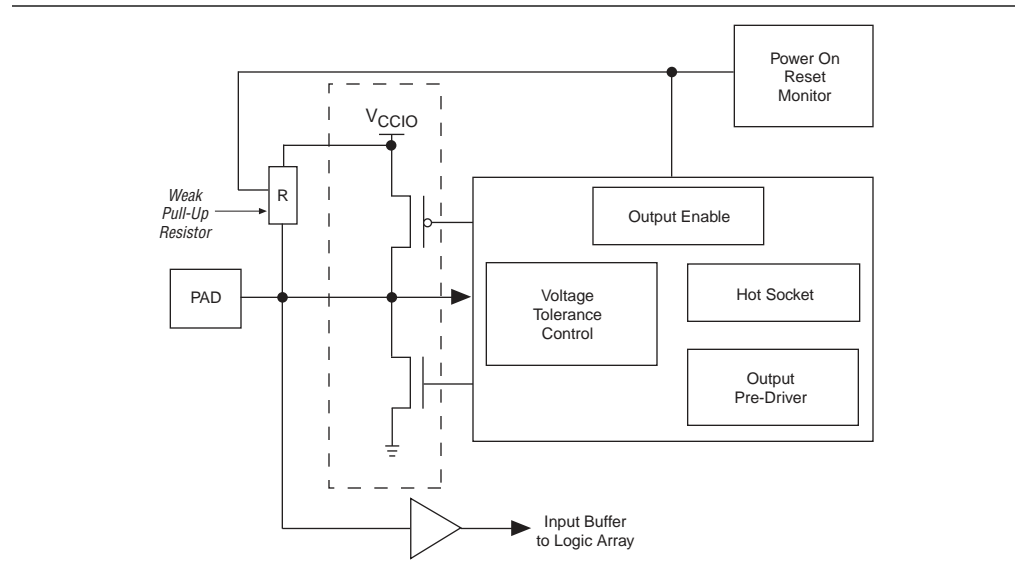 Power On
Reset
Monitor
VCCIO
R
Weak
Pull-Up
Resistor
Output Enable
PAD
Voltage
Tolerance
Control
Hot Socket
Output
Pre-Driver
Input Buffer
to Logic Array